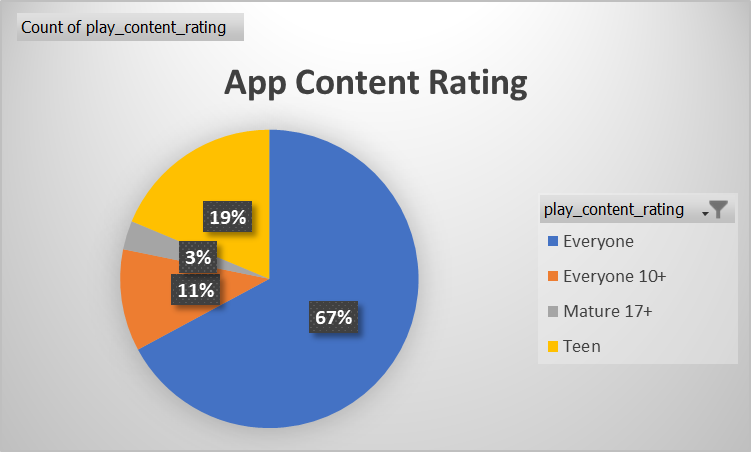 Count of play_content_rating
App Content Rating
19%
3%
11%
67%
play_content_rating
Everyone
Everyone 10+
Mature 17+
Teen